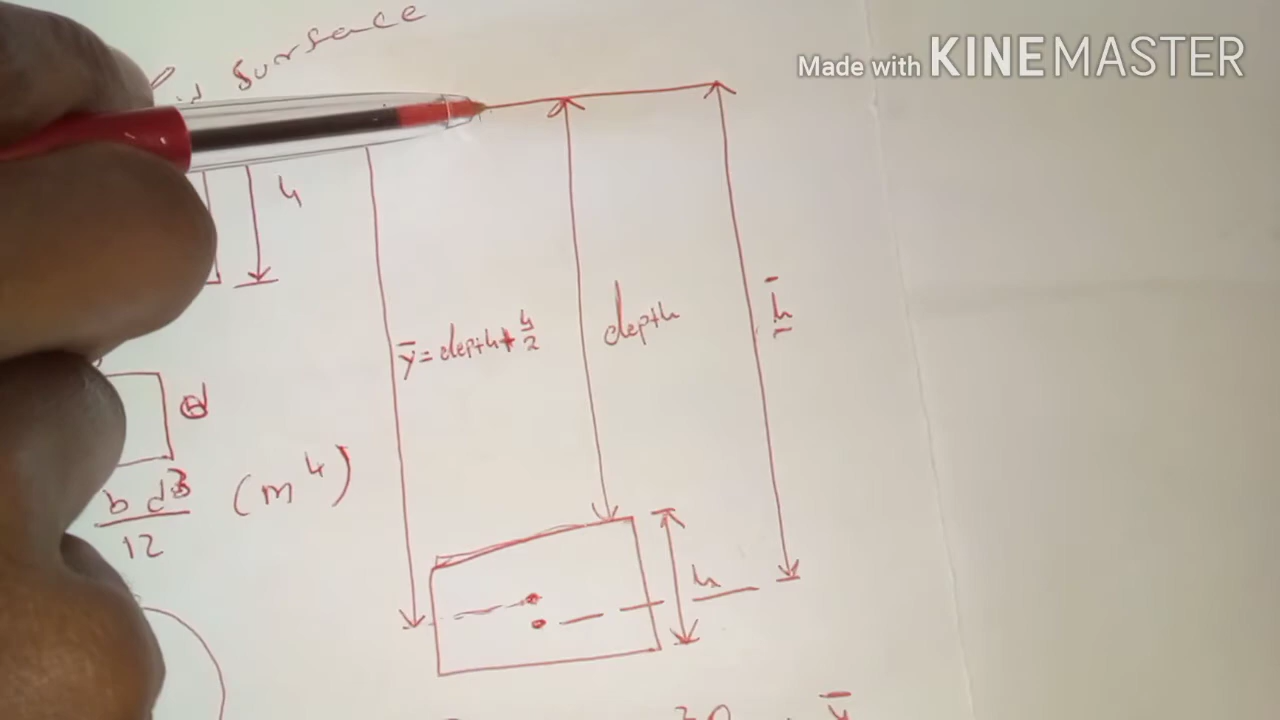 Made with KINEMASTER
surface
h
ȳ = depth + h/2
depth
h̄
d
bd³/12 (m⁴)
h
ȳ